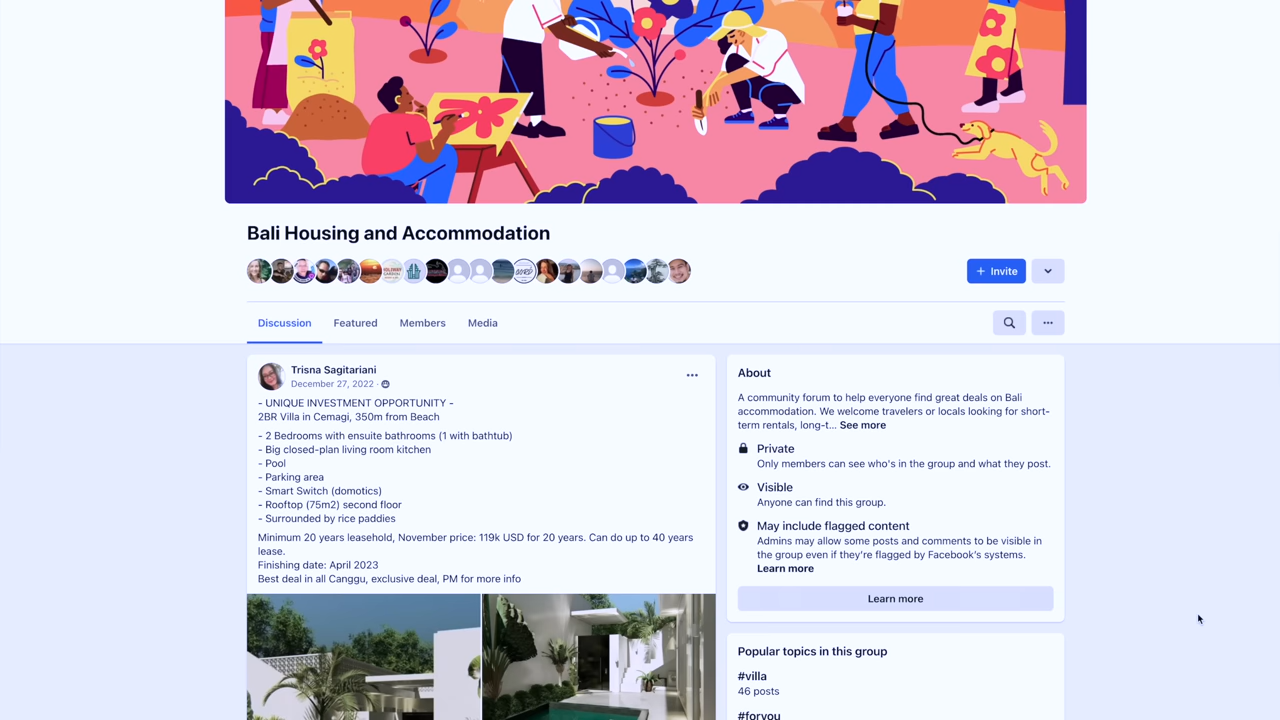 Bali Housing and Accommodation
+ Invite
Discussion
Featured
Members
Media
Trisna Sagitariani
December 27, 2022 ·
- UNIQUE INVESTMENT OPPORTUNITY -
2BR Villa in Cemagi, 350m from Beach
- 2 Bedrooms with ensuite bathrooms (1 with bathtub)
- Big closed-plan living room kitchen
- Pool
- Parking area
- Smart Switch (domotics)
- Rooftop (75m2) second floor
- Surrounded by rice paddies
Minimum 20 years leasehold, November price: 119k USD for 20 years. Can do up to 40 years
lease.
Finishing date: April 2023
Best deal in all Canggu, exclusive deal, PM for more info
About
A community forum to help everyone find great deals on Bali
accommodation. We welcome travelers or locals looking for short-
term rentals, long-t... See more
Private
Only members can see who's in the group and what they post.
Visible
Anyone can find this group.
May include flagged content
Admins may allow some posts and comments to be visible in
the group even if they're flagged by Facebook's systems.
Learn more
Learn more
Popular topics in this group
#villa
46 posts
#foryou